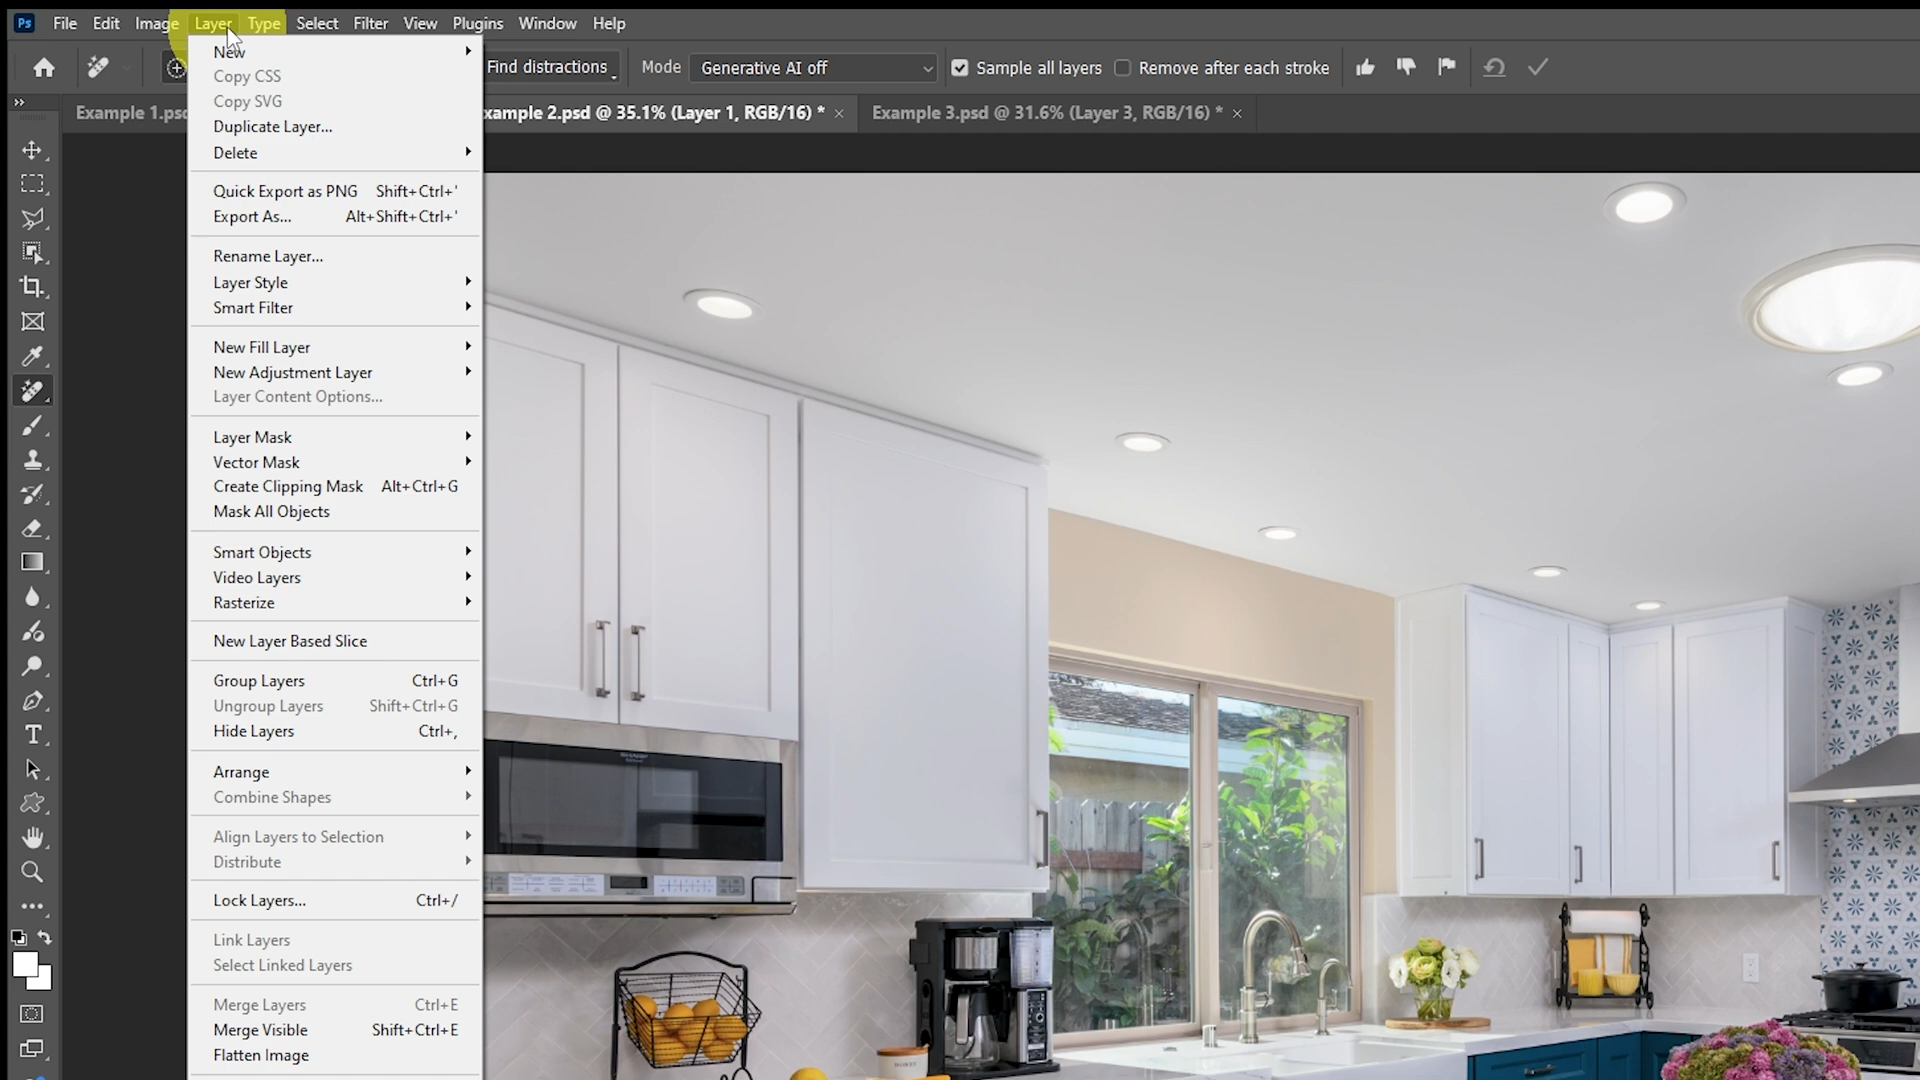 Ps File Edit Image Layer Type Select Filter View Plugins Window Help
Find distractions Mode Generative AI off Sample all layers Remove after each stroke
Example 1.psd xample 2.psd @ 35.1% (Layer 1, RGB/16) * × Example 3.psd @ 31.6% (Layer 3, RGB/16) * ×
New
Copy CSS
Copy SVG
Duplicate Layer...
Delete
Quick Export as PNG Shift+Ctrl+'
Export As... Alt+Shift+Ctrl+'
Rename Layer...
Layer Style
Smart Filter
New Fill Layer
New Adjustment Layer
Layer Content Options...
Layer Mask
Vector Mask
Create Clipping Mask Alt+Ctrl+G
Mask All Objects
Smart Objects
Video Layers
Rasterize
New Layer Based Slice
Group Layers Ctrl+G
Ungroup Layers Shift+Ctrl+G
Hide Layers Ctrl+,
Arrange
Combine Shapes
Align Layers to Selection
Distribute
Lock Layers... Ctrl+/
Link Layers
Select Linked Layers
Merge Layers Ctrl+E
Merge Visible Shift+Ctrl+E
Flatten Image